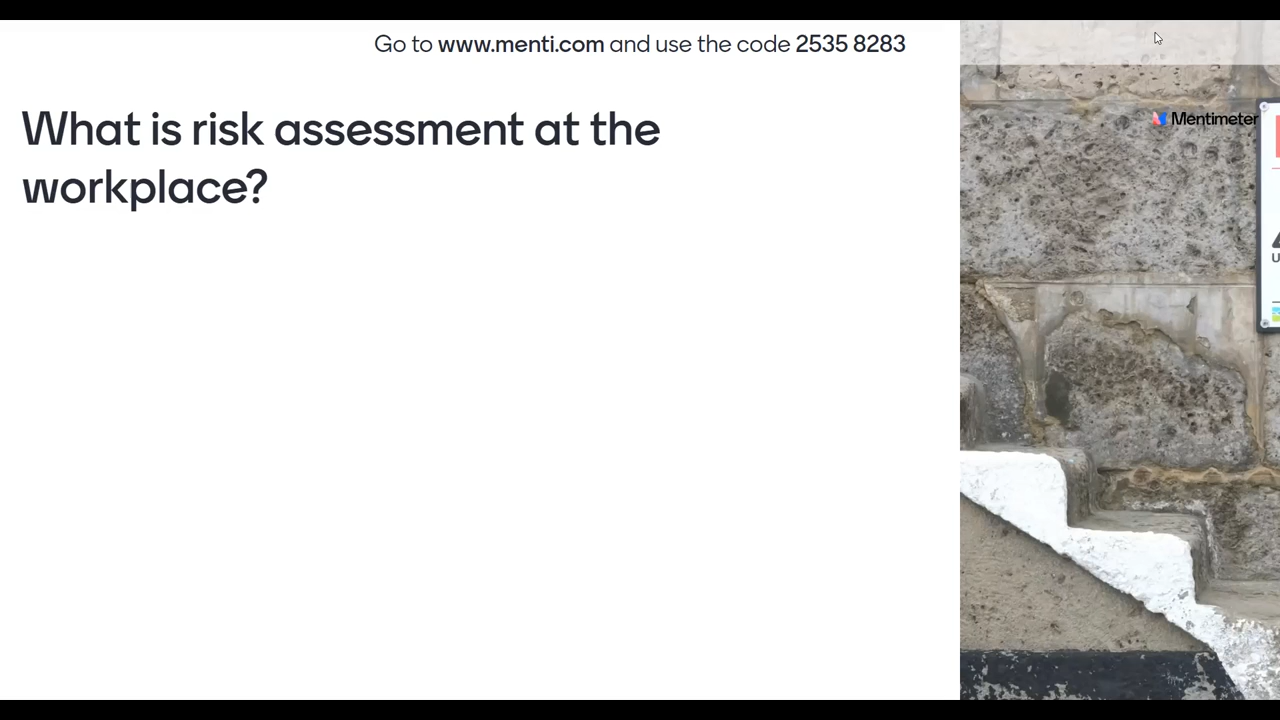 Go to www.menti.com and use the code 2535 8283
What is risk assessment at the
workplace?
Mentimeter